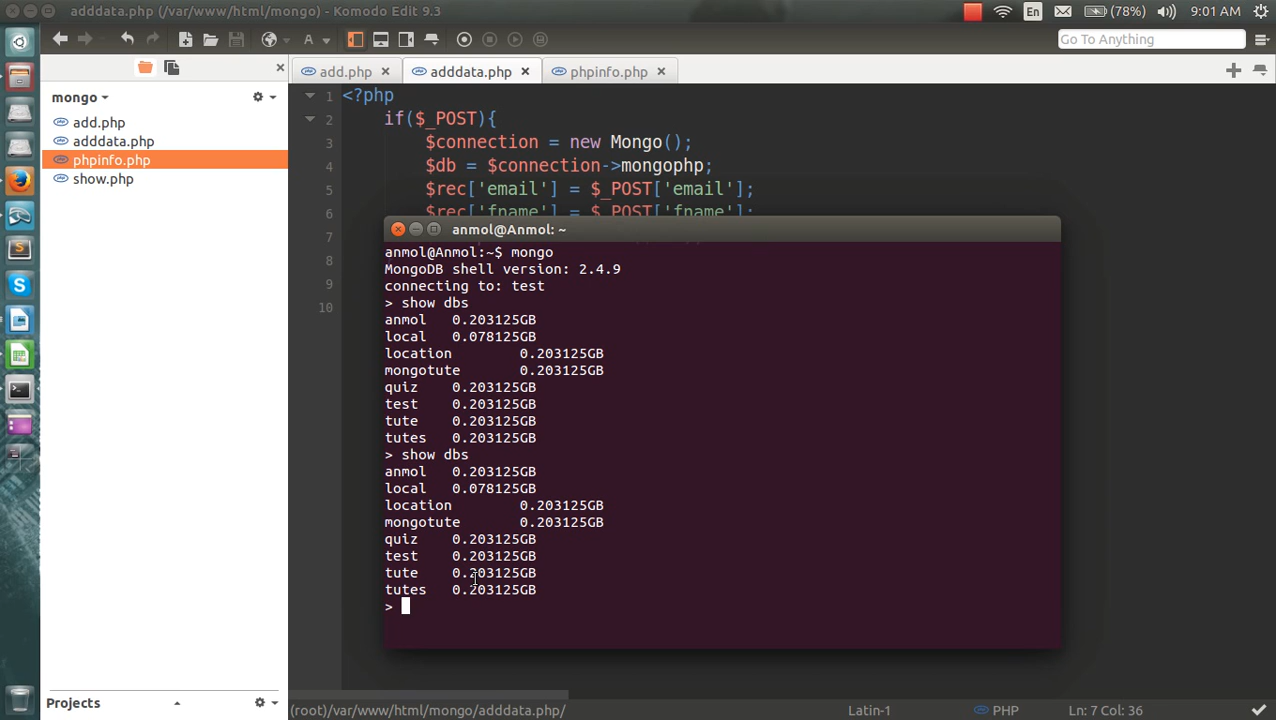 adddata.php (/var/www/html/mongo) - Komodo Edit 9.3
En
(78%)
9:01 AM
Go To Anything
mongo
add.php
adddata.php
phpinfo.php
show.php
add.php
adddata.php
phpinfo.php
1 <?php
2 if($_POST){
3 $connection = new Mongo();
4 $db = $connection->mongophp;
5 $rec['email'] = $_POST['email'];
6 $rec['fname'] = $_POST['fname'];
7
8
9
10
anmol@Anmol: ~
anmol@Anmol:~$ mongo
MongoDB shell version: 2.4.9
connecting to: test
> show dbs
anmol 0.203125GB
local 0.078125GB
location 0.203125GB
mongotute 0.203125GB
quiz 0.203125GB
test 0.203125GB
tute 0.203125GB
tutes 0.203125GB
> show dbs
anmol 0.203125GB
local 0.078125GB
location 0.203125GB
mongotute 0.203125GB
quiz 0.203125GB
test 0.203125GB
tute 0.203125GB
tutes 0.203125GB
>
Projects
(root)/var/www/html/mongo/adddata.php/
Latin-1
PHP
Ln: 7 Col: 36